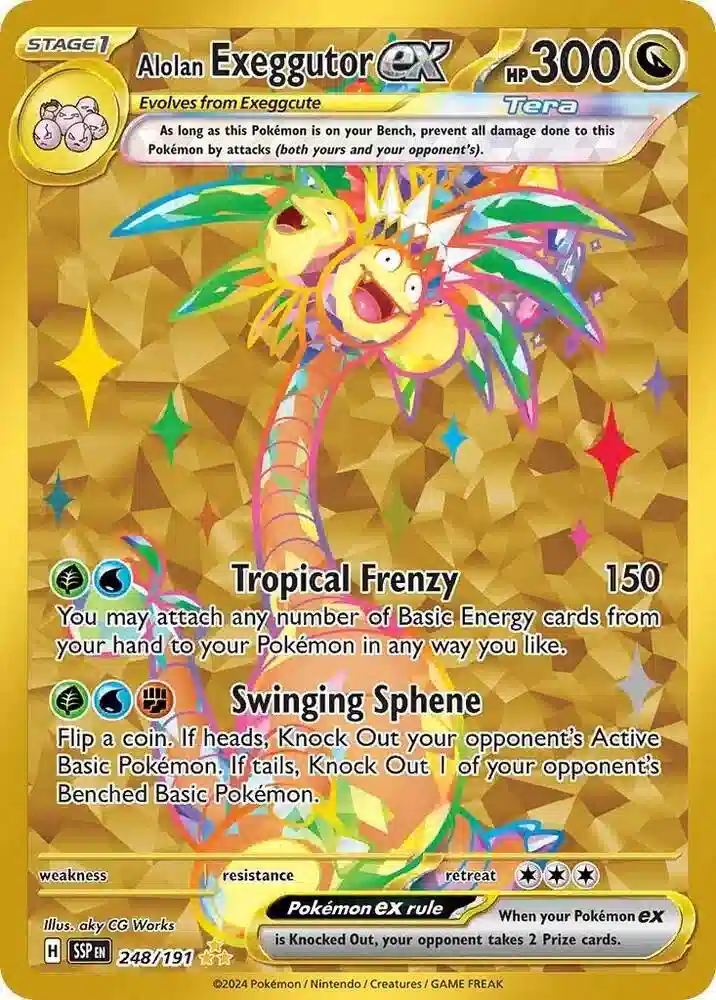 STAGE1
Alolan Exeggutor ex
HP300
Evolves from Exeggcute
Tera
As long as this Pokémon is on your Bench, prevent all damage done to this
Pokémon by attacks (both yours and your opponent's).
Tropical Frenzy 150
You may attach any number of Basic Energy cards from
your hand to your Pokémon in any way you like.
Swinging Sphene
Flip a coin. If heads, Knock Out your opponent's Active
Basic Pokémon. If tails, Knock Out 1 of your opponent's
Benched Basic Pokémon.
weakness resistance retreat
Illus. aky CG Works
Pokémon ex rule
When your Pokémon ex
is Knocked Out, your opponent takes 2 Prize cards.
H SSP EN 248/191
©2024 Pokémon / Nintendo / Creatures / GAME FREAK